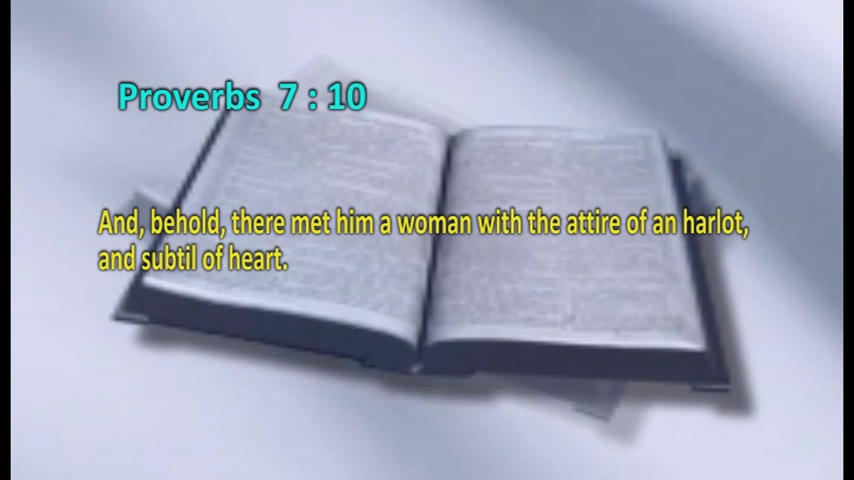 Proverbs 7 : 10
And, behold, there met him a woman with the attire of an harlot,
and subtil of heart.